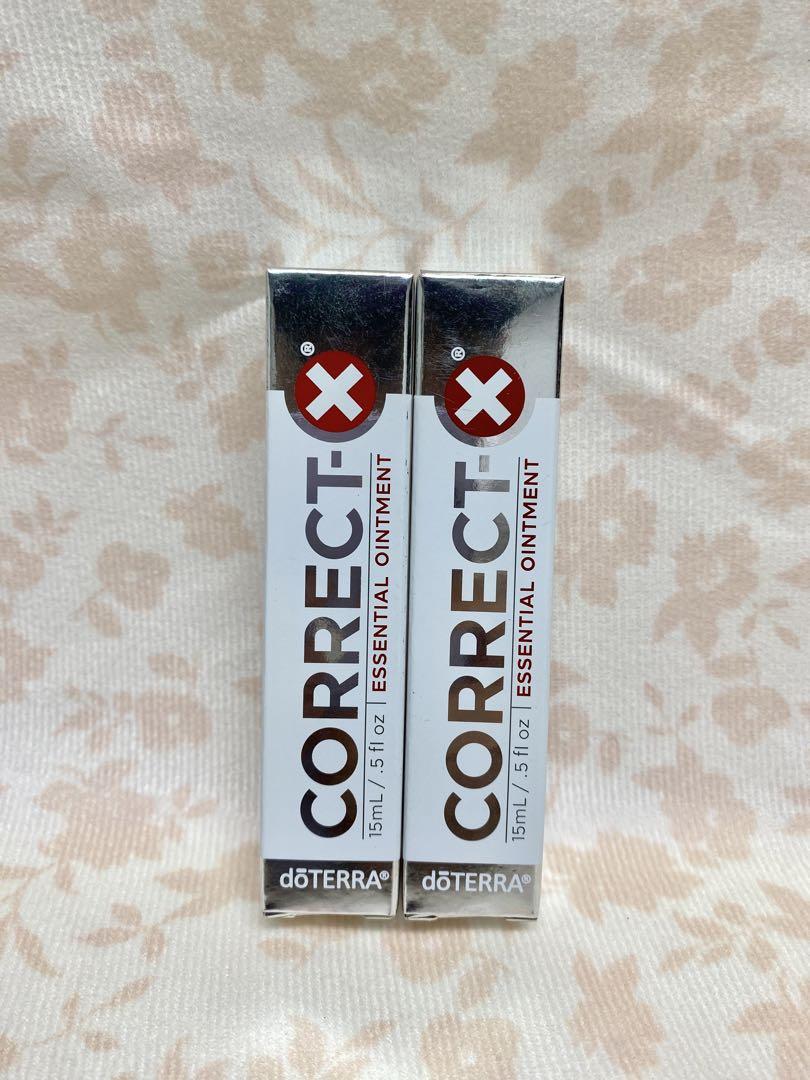 CORRECT-X®
15mL / .5 fl oz | ESSENTIAL OINTMENT
dōTERRA®
CORRECT-X®
15mL / .5 fl oz | ESSENTIAL OINTMENT
dōTERRA®